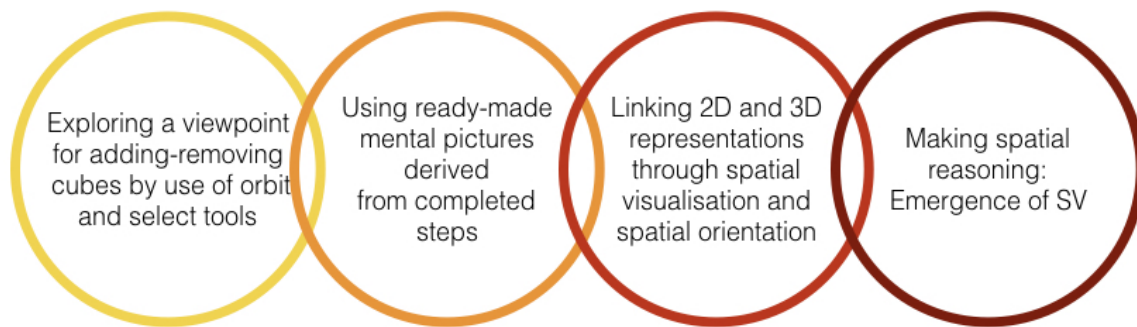 Exploring a viewpoint
for adding-removing
cubes by use of orbit
and select tools
Using ready-made
mental pictures
derived
from completed
steps
Linking 2D and 3D
representations
through spatial
visualisation and
spatial orientation
Making spatial
reasoning:
Emergence of SV